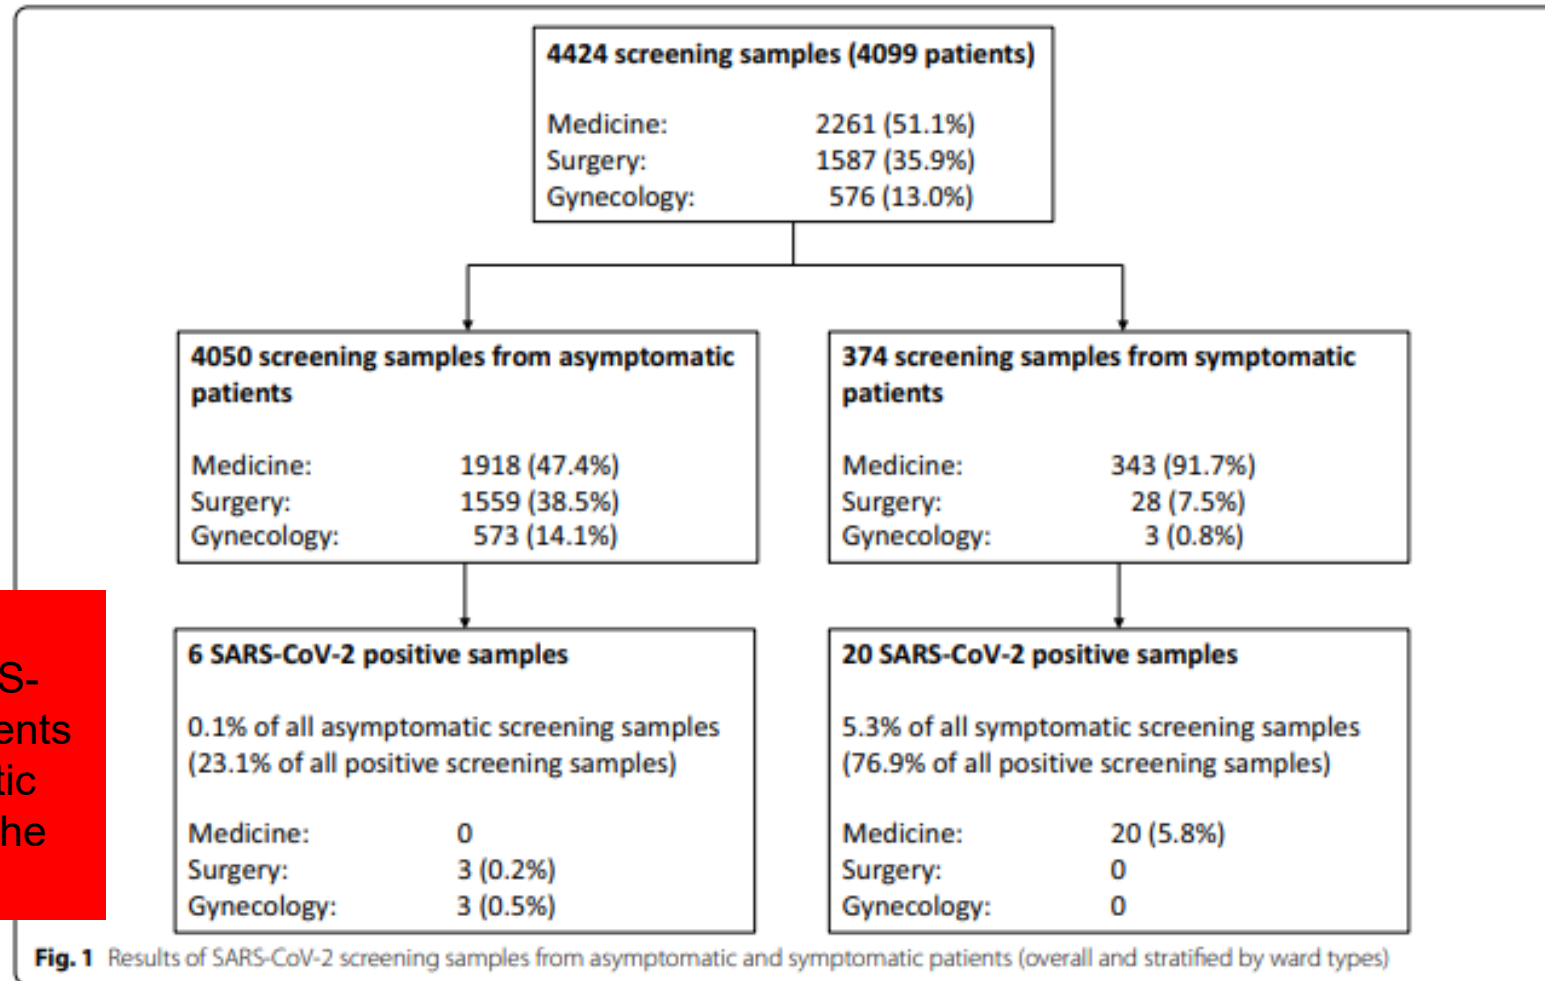 4424 screening samples (4099 patients)
Medicine: 2261 (51.1%)
Surgery: 1587 (35.9%)
Gynecology: 576 (13.0%)
4050 screening samples from asymptomatic
patients
Medicine: 1918 (47.4%)
Surgery: 1559 (38.5%)
Gynecology: 573 (14.1%)
374 screening samples from symptomatic
patients
Medicine: 343 (91.7%)
Surgery: 28 (7.5%)
Gynecology: 3 (0.8%)
S-
ents
tic
he
6 SARS-CoV-2 positive samples
0.1% of all asymptomatic screening samples
(23.1% of all positive screening samples)
Medicine: 0
Surgery: 3 (0.2%)
Gynecology: 3 (0.5%)
20 SARS-CoV-2 positive samples
5.3% of all symptomatic screening samples
(76.9% of all positive screening samples)
Medicine: 20 (5.8%)
Surgery: 0
Gynecology: 0
Fig. 1 Results of SARS-CoV-2 screening samples from asymptomatic and symptomatic patients (overall and stratified by ward types)